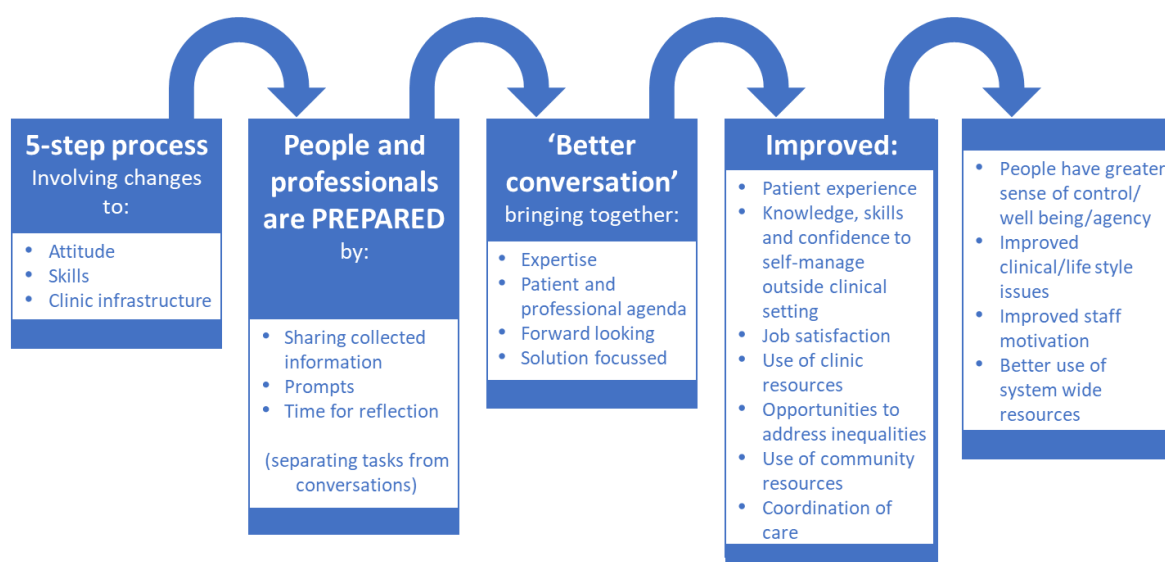 5-step process
Involving changes
to:
• Attitude
• Skills
• Clinic infrastructure
People and
professionals
are PREPARED
by:
• Sharing collected
information
• Prompts
• Time for reflection
(separating tasks from
conversations)
‘Better
conversation’
bringing together:
• Expertise
• Patient and
professional agenda
• Forward looking
• Solution focussed
Improved:
• Patient experience
• Knowledge, skills
and confidence to
self-manage
outside clinical
setting
• Job satisfaction
• Use of clinic
resources
• Opportunities to
address inequalities
• Use of community
resources
• Coordination of
care
• People have greater
sense of control/
well being/agency
• Improved
clinical/life style
issues
• Improved staff
motivation
• Better use of
system wide
resources